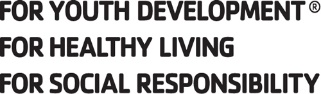 FOR YOUTH DEVELOPMENT®
FOR HEALTHY LIVING
FOR SOCIAL RESPONSIBILITY